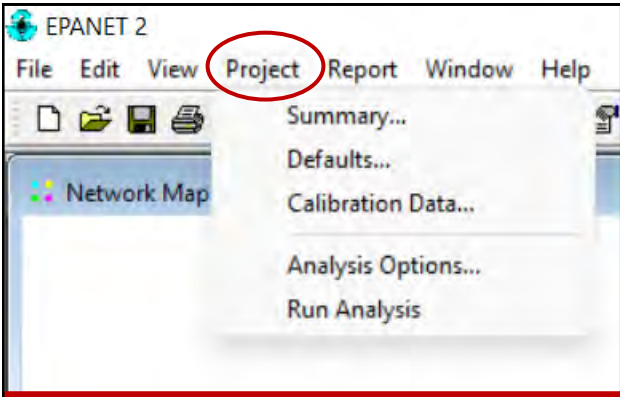 EPANET 2
File Edit View Project Report Window Help
Summary...
Defaults...
Network Map
Calibration Data...
Analysis Options...
Run Analysis